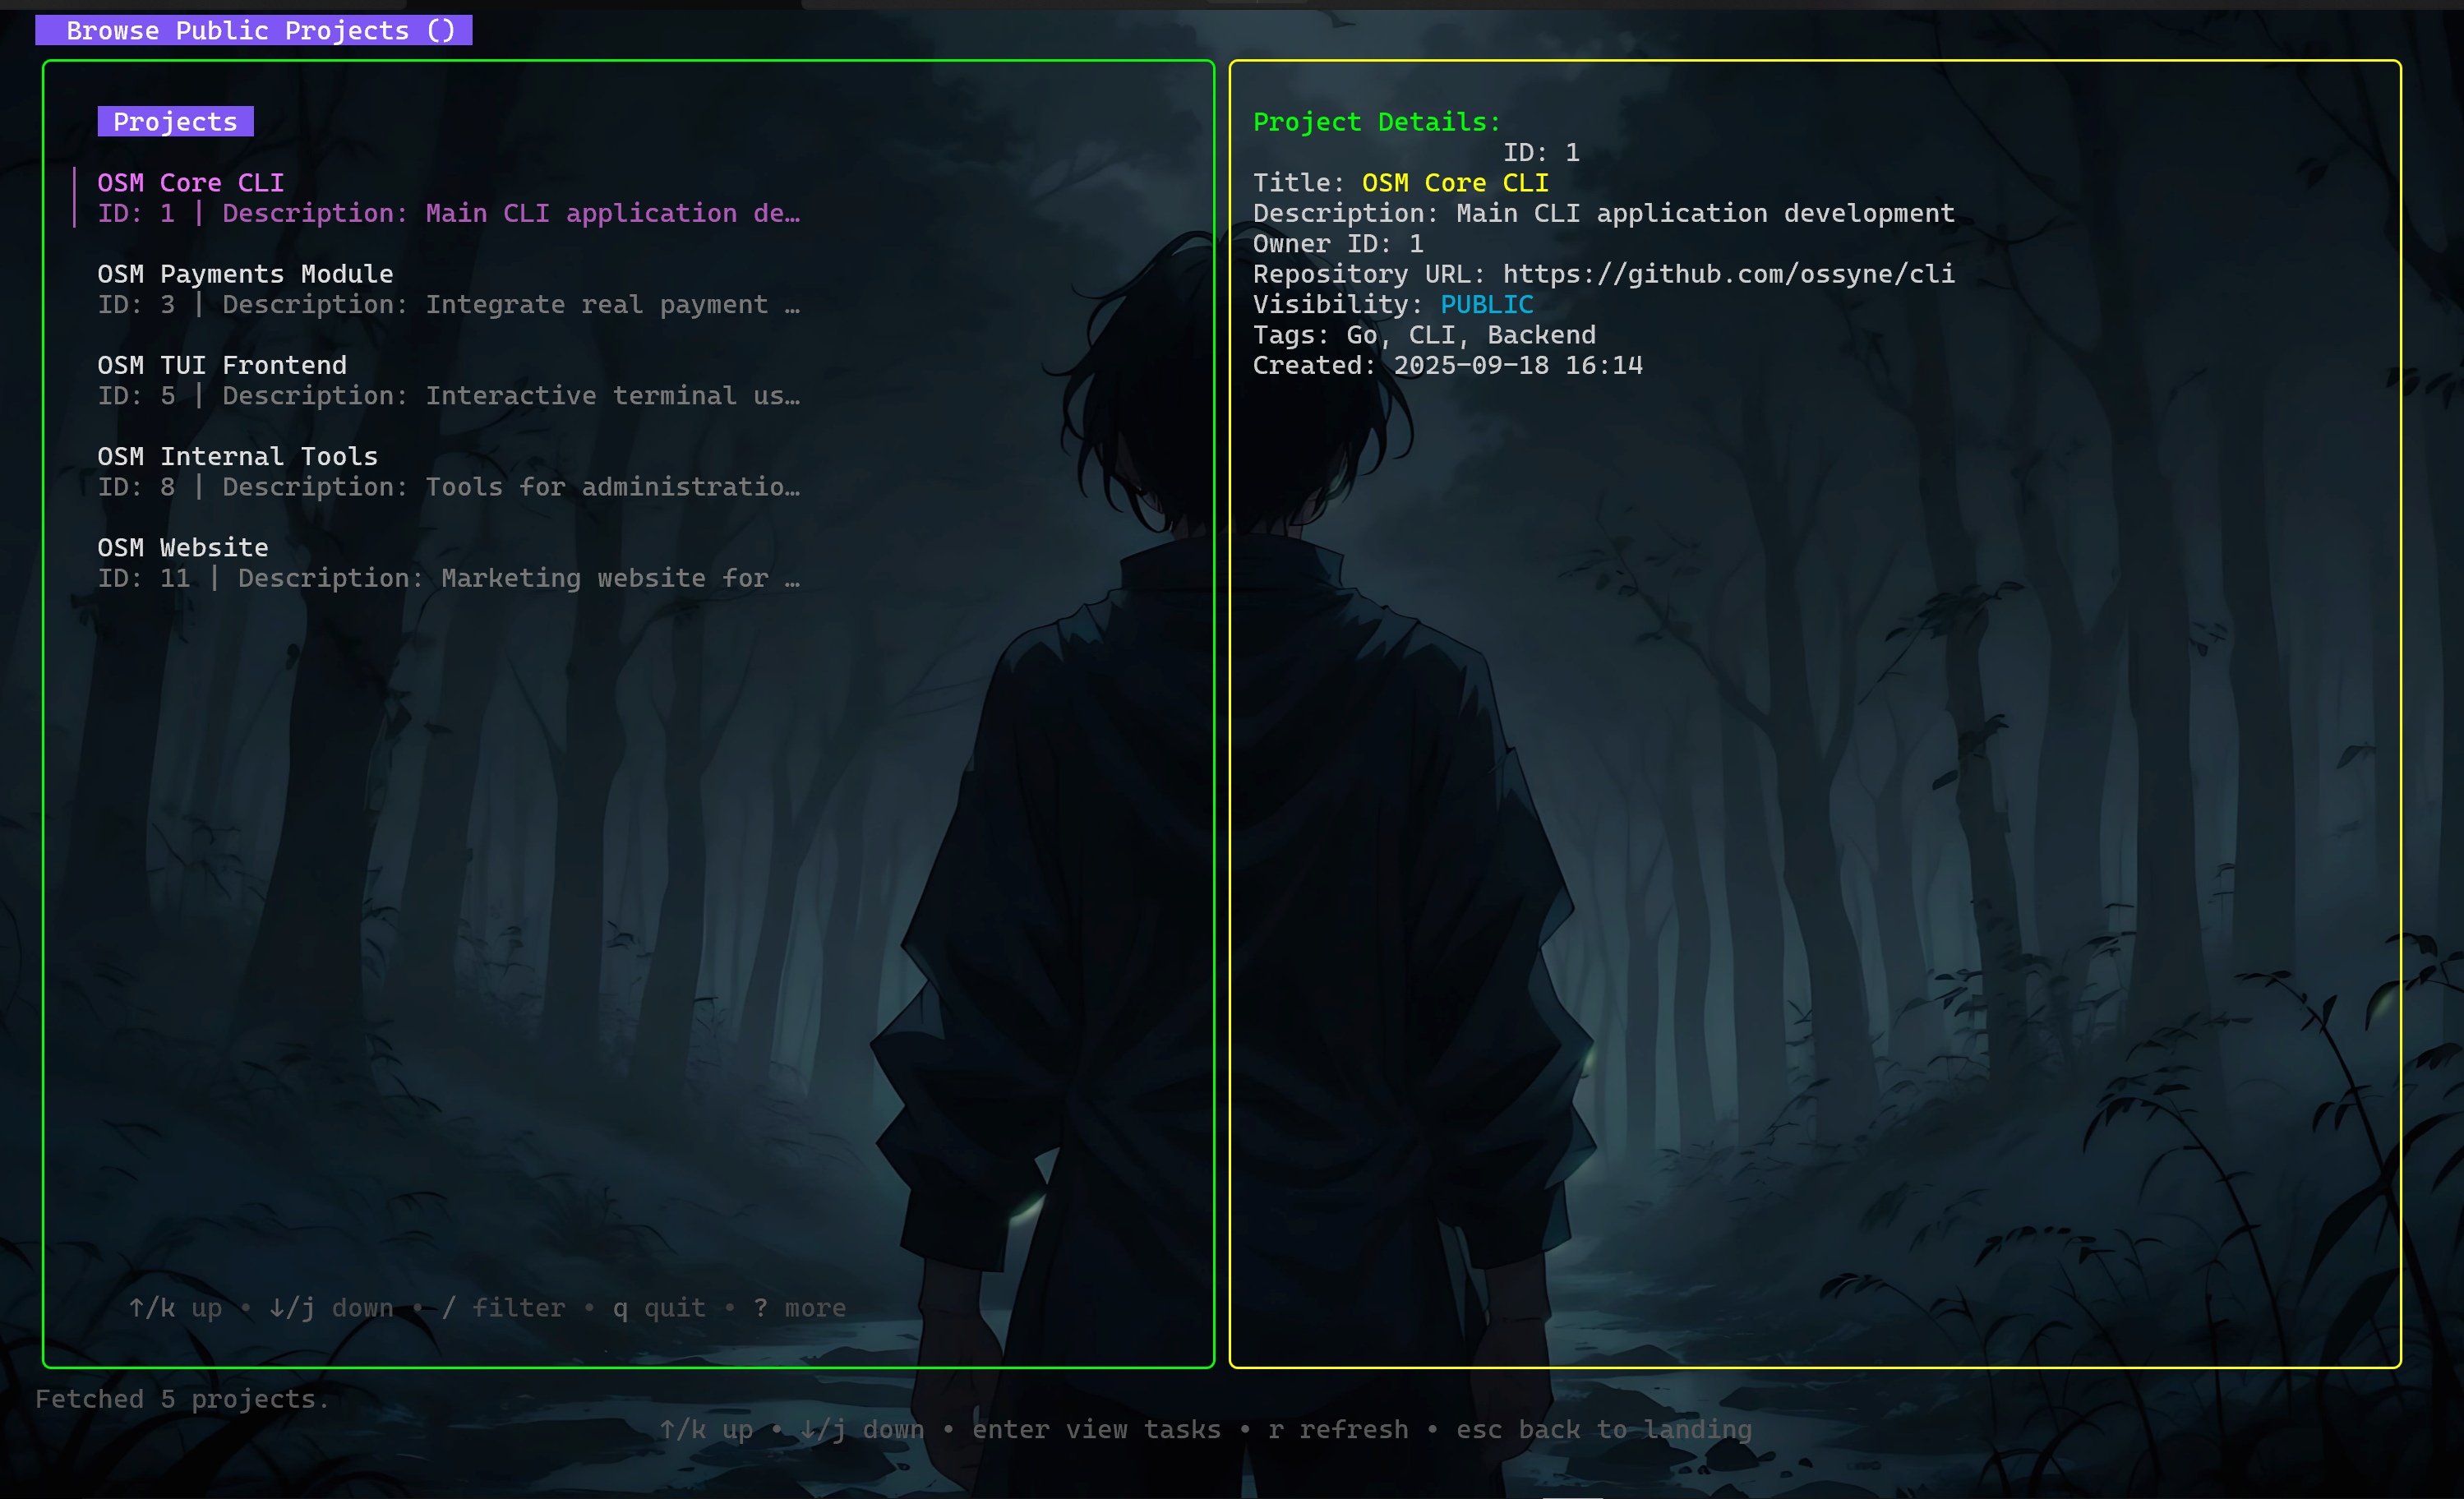 Browse Public Projects ()
Projects
OSM Core CLI
ID: 1 | Description: Main CLI application de…
OSM Payments Module
ID: 3 | Description: Integrate real payment …
OSM TUI Frontend
ID: 5 | Description: Interactive terminal us…
OSM Internal Tools
ID: 8 | Description: Tools for administratio…
OSM Website
ID: 11 | Description: Marketing website for …
↑/k up • ↓/j down • / filter • q quit • ? more
Project Details:
ID: 1
Title: OSM Core CLI
Description: Main CLI application development
Owner ID: 1
Repository URL: https://github.com/ossyne/cli
Visibility: PUBLIC
Tags: Go, CLI, Backend
Created: 2025-09-18 16:14
Fetched 5 projects.
↑/k up • ↓/j down • enter view tasks • r refresh • esc back to landing